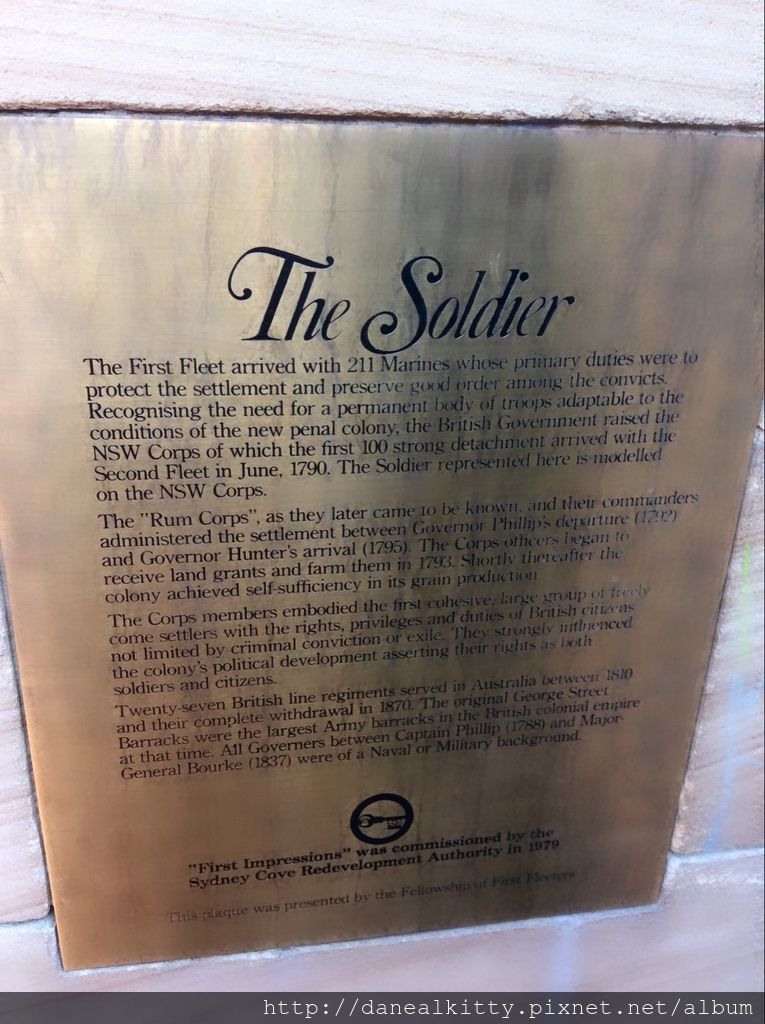 The Soldier
The First Fleet arrived with 211 Marines whose primary duties were to
protect the settlement and preserve good order among the convicts.
Recognising the need for a permanent body of troops adaptable to the
conditions of the new penal colony, the British Government raised the
NSW Corps of which the first 100 strong detachment arrived with the
Second Fleet in June, 1790. The Soldier represented here is modelled
on the NSW Corps.
The "Rum Corps", as they later came to be known, and their commanders
administered the settlement between Governor Phillip's departure (1792)
and Governor Hunter's arrival (1795). The Corps officers began to
receive land grants and farm them in 1793. Shortly thereafter the
colony achieved self-sufficiency in its grain production.
The Corps members embodied the first cohesive, large group of freely
come settlers with the rights, privileges and duties of British citizens
not limited by criminal conviction or exile. They strongly influenced
the colony's political development asserting their rights as both
soldiers and citizens.
Twenty-seven British line regiments served in Australia between 1810
and their complete withdrawal in 1870. The original George Street
Barracks were the largest Army barracks in the British colonial empire
at that time. All Governers between Captain Phillip (1788) and Major-
General Bourke (1837) were of a Naval or Military background.
"First Impressions" was commissioned by the
Sydney Cove Redevelopment Authority in 1979
This plaque was presented by the Fellowship of First Fleeters
http://danealkitty.pixnet.net/album